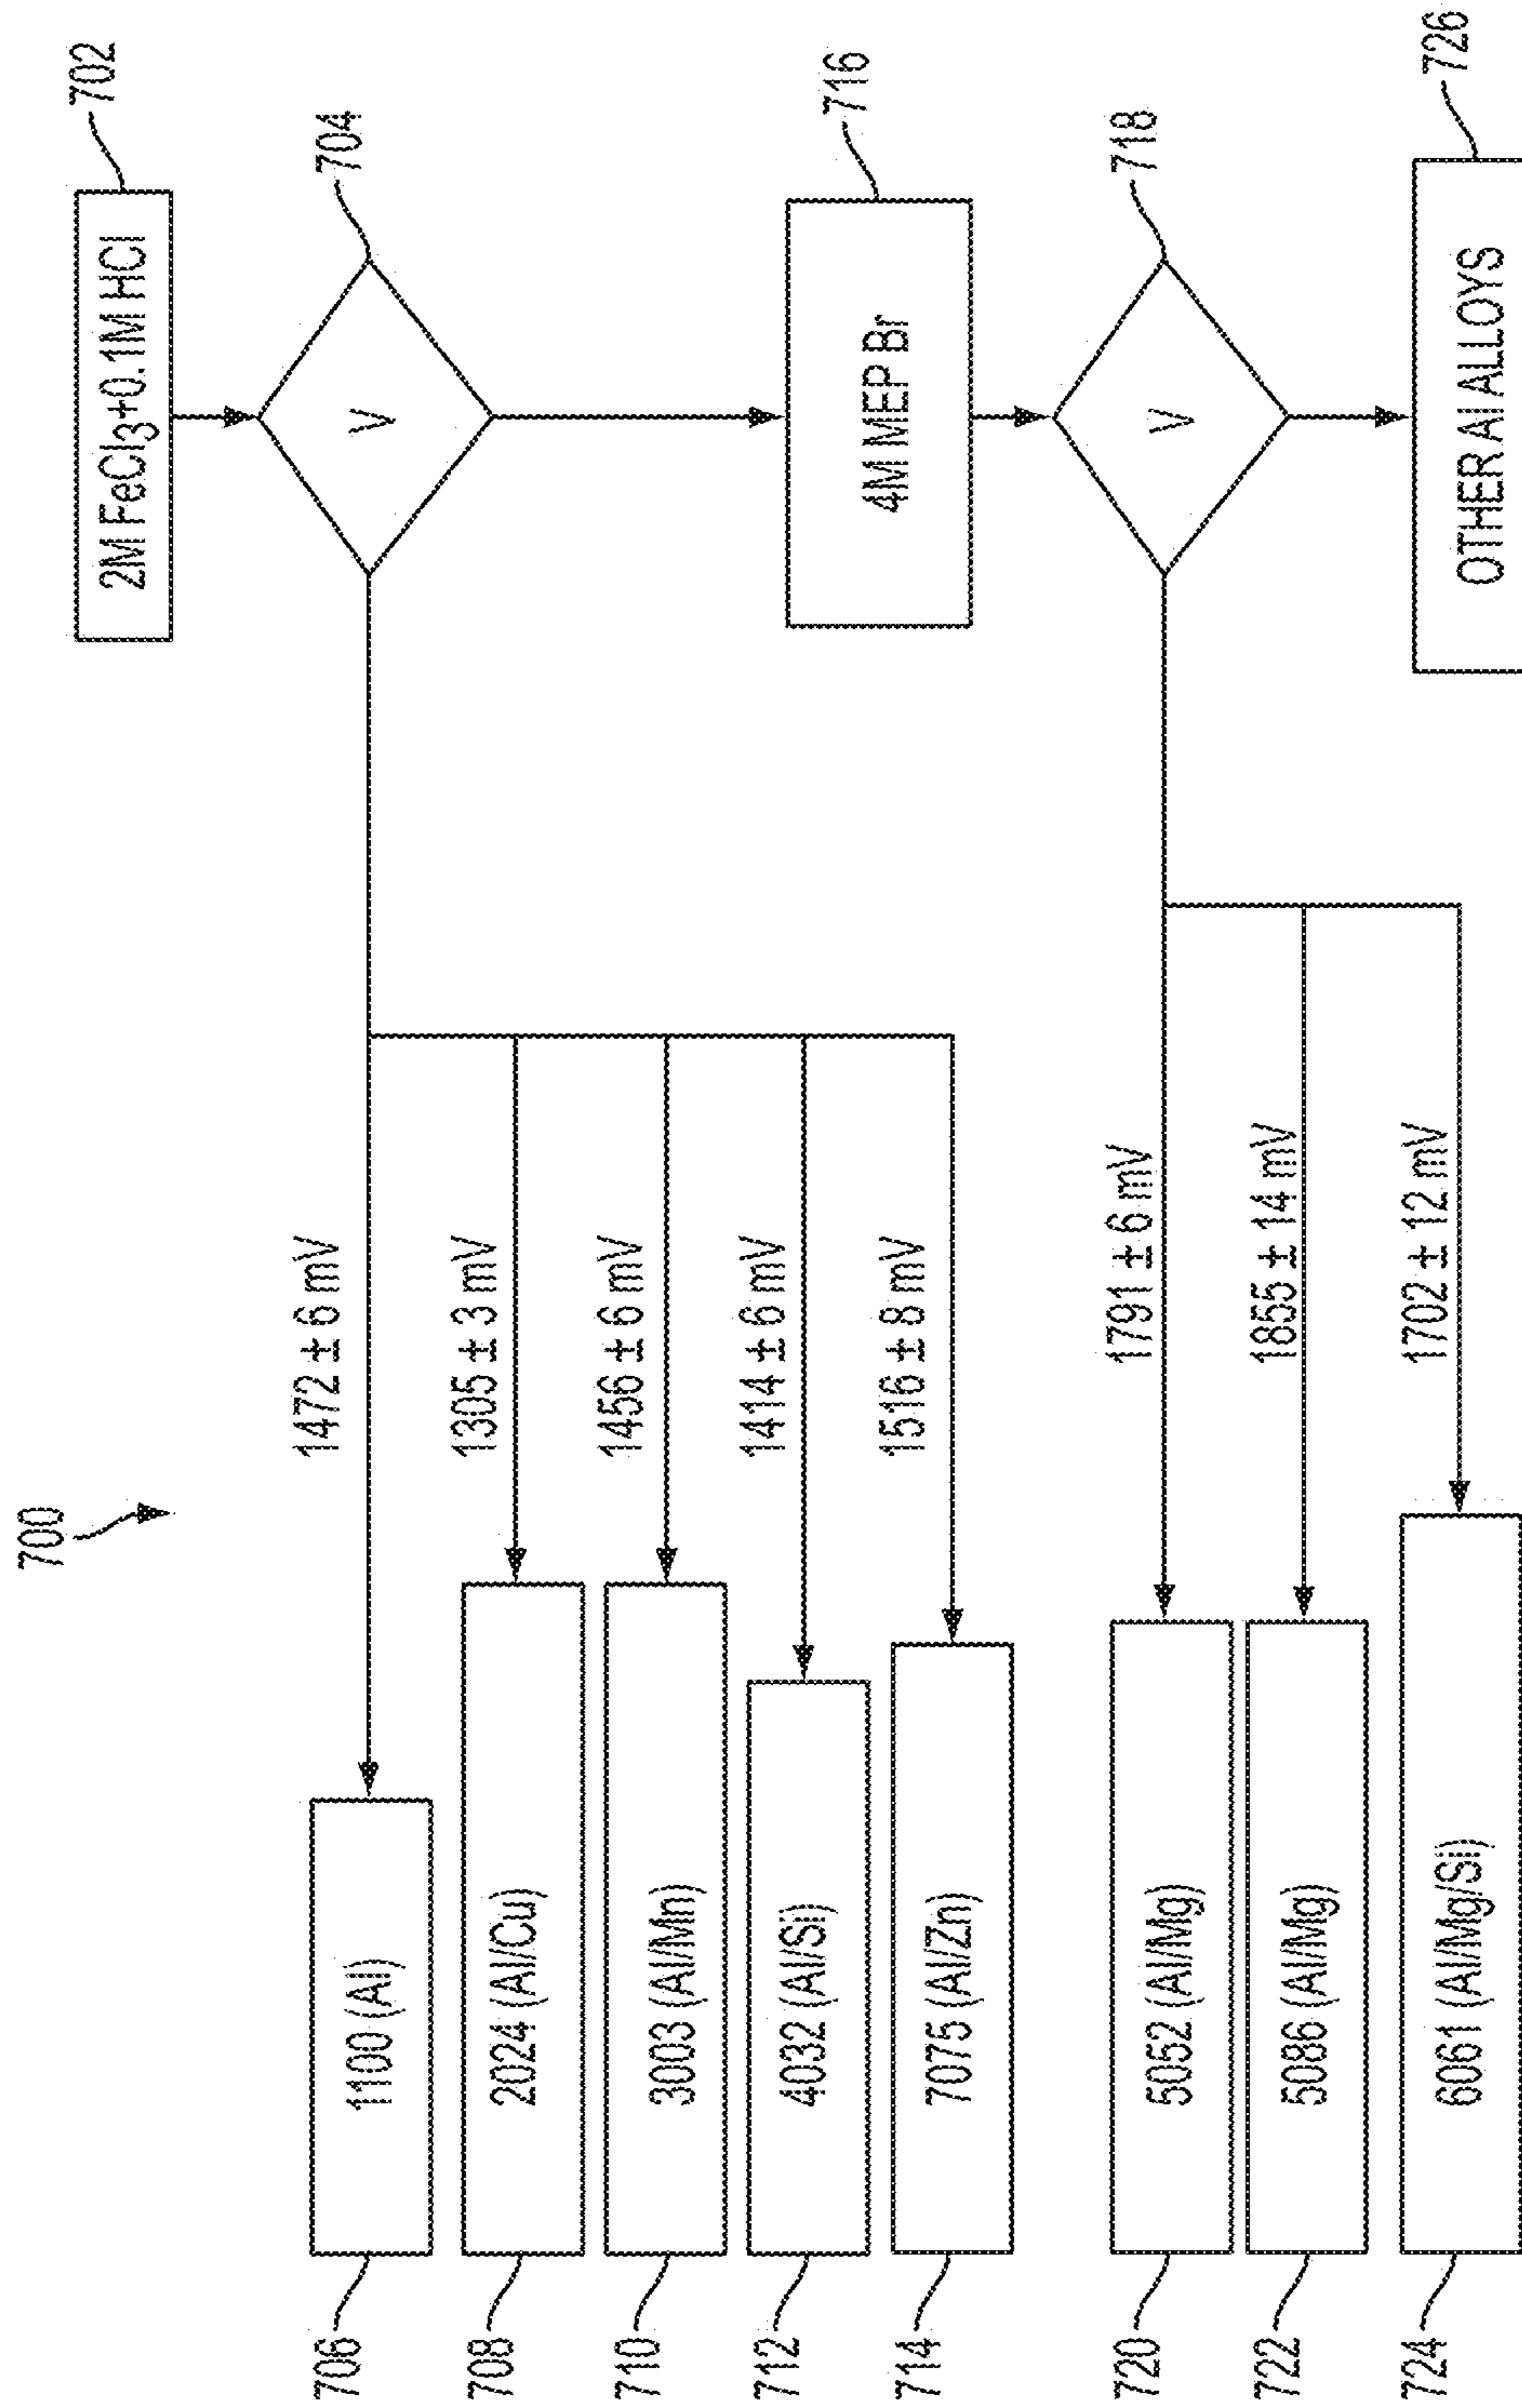 700
702
2M FeCl3+0.1M HCl
704
V
1472 ± 6 mV
1100 (Al)
706
1305 ± 3 mV
2024 (Al/Cu)
708
1456 ± 6 mV
3003 (Al/Mn)
710
1414 ± 6 mV
4032 (Al/Si)
712
1516 ± 8 mV
7075 (Al/Zn)
714
716
4M MEP Br
718
V
1791 ± 6 mV
5052 (Al/Mg)
720
1855 ± 14 mV
5086 (Al/Mg)
722
1702 ± 12 mV
6061 (Al/Mg/Si)
724
726
OTHER Al ALLOYS